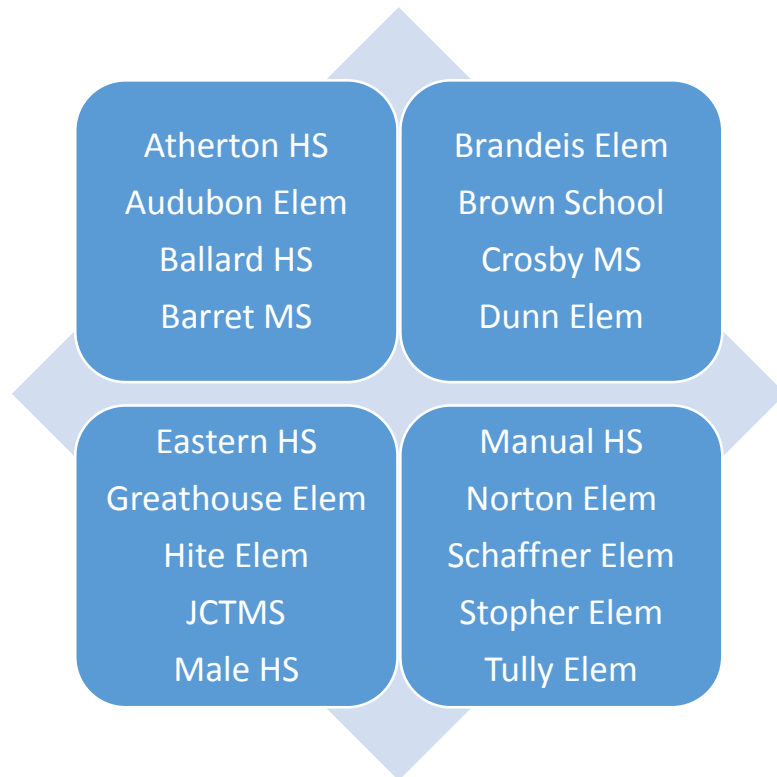 Atherton HS
Audubon Elem
Ballard HS
Barret MS
Brandeis Elem
Brown School
Crosby MS
Dunn Elem
Eastern HS
Greathouse Elem
Hite Elem
JCTMS
Male HS
Manual HS
Norton Elem
Schaffner Elem
Stopher Elem
Tully Elem